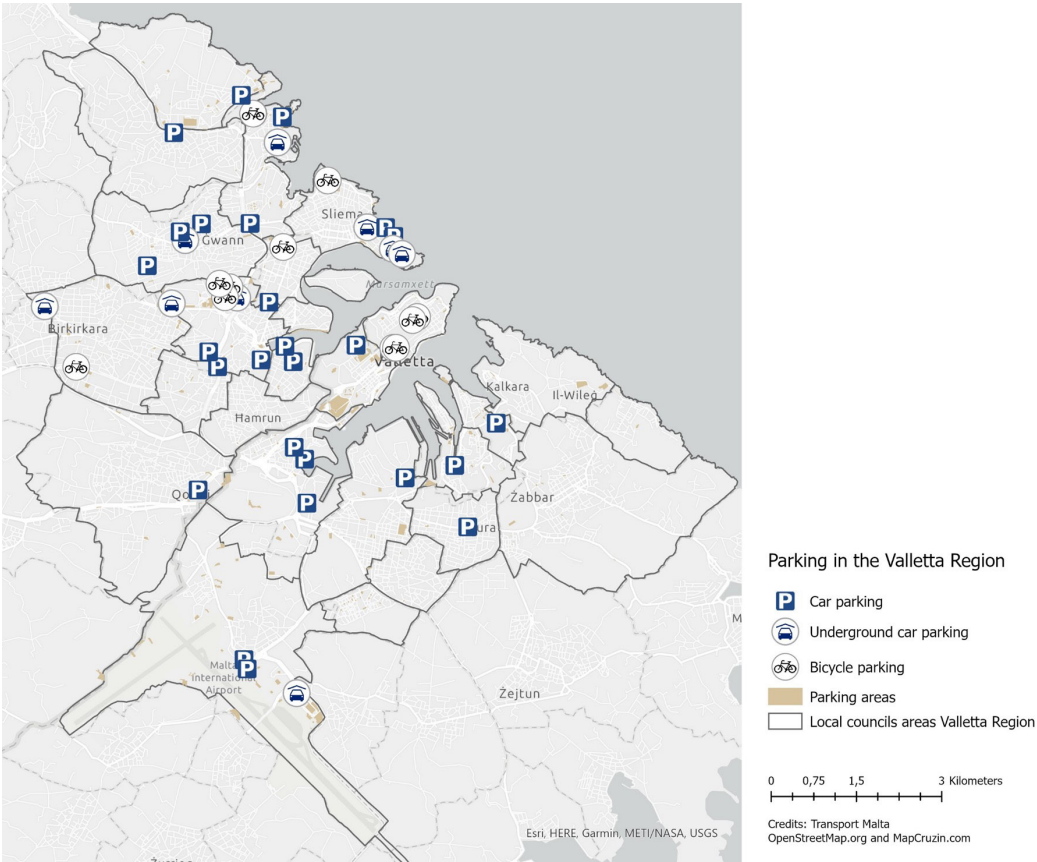 Sliema
Gwann
Marsamxett
Birkirkara
Valletta
Kalkara
Il-Wileġ
Ħamrun
Żabbar
Malta
International
Airport
Żejtun
Esri, HERE, Garmin, METI/NASA, USGS
Parking in the Valletta Region
P Car parking
Underground car parking
Bicycle parking
Parking areas
Local councils areas Valletta Region
0 0,75 1,5 3 Kilometers
Credits: Transport Malta
OpenStreetMap.org and MapCruzin.com